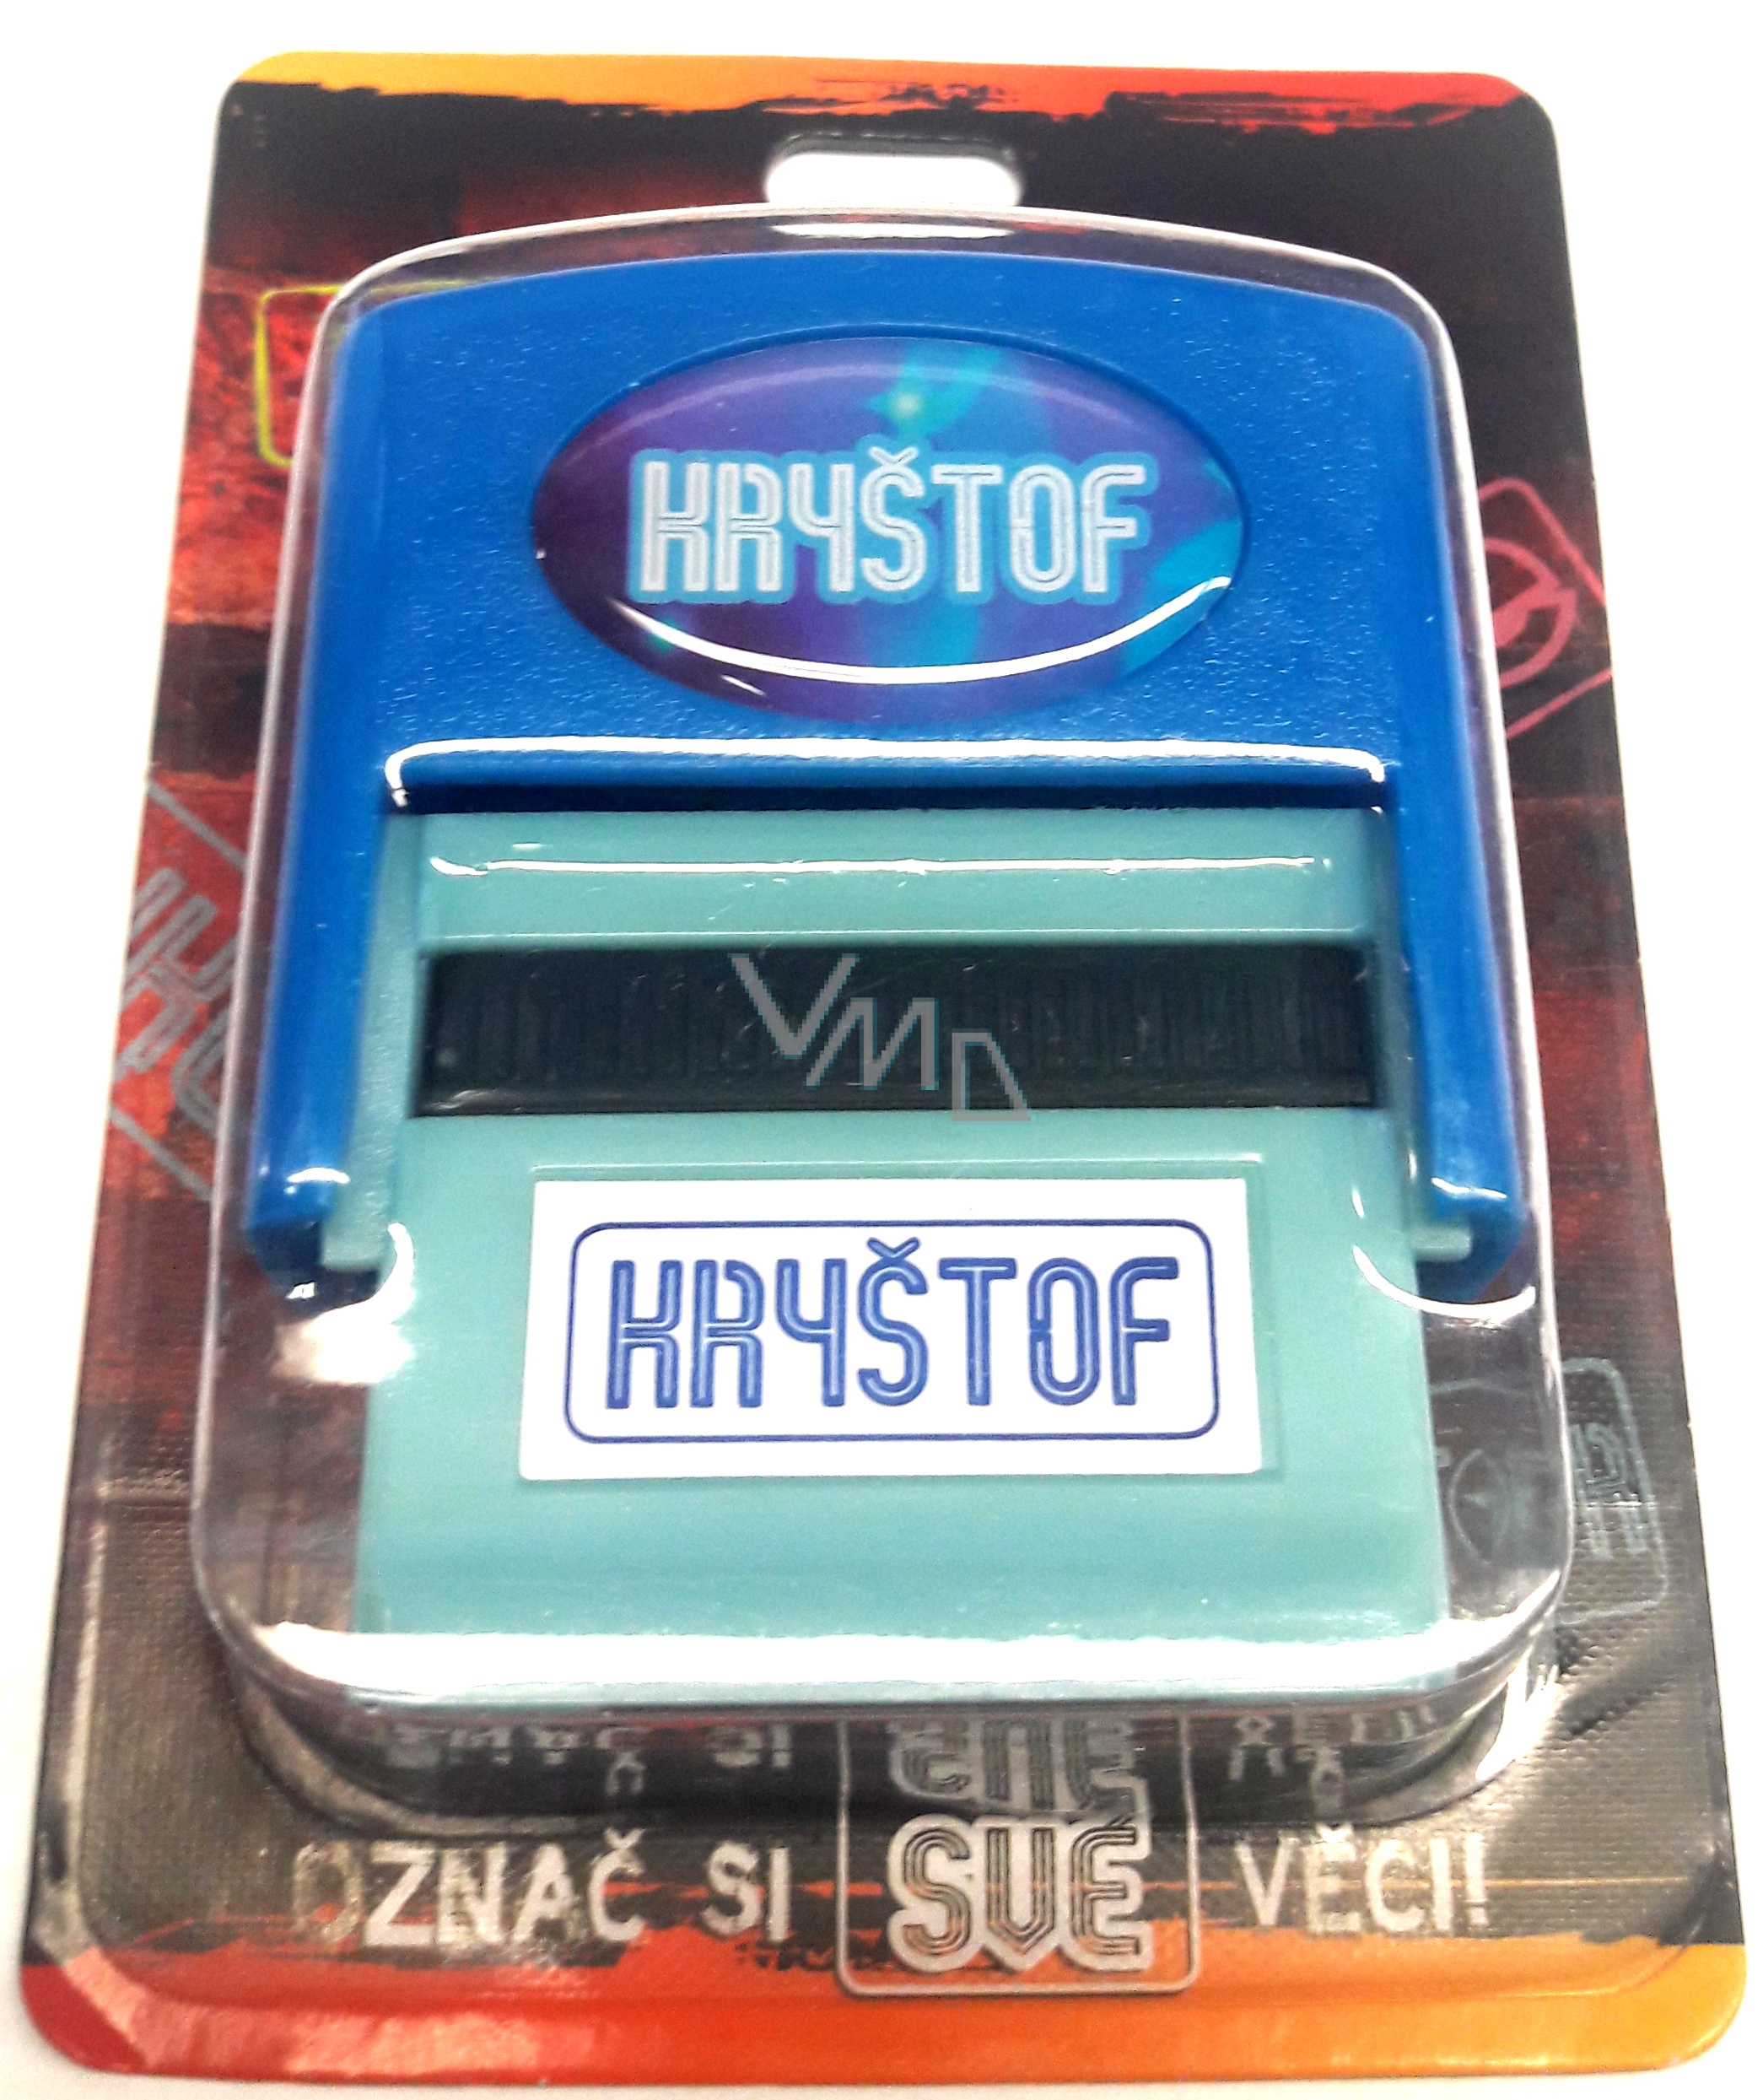 KRYŠTOF
VMD
KRYŠTOF
OZNAČ SI SVÉ VĚCI!